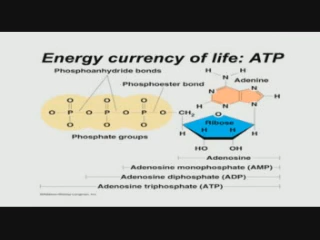 Energy currency of life: ATP
Phosphoanhydride bonds
Phosphoester bond
H H
N
Adenine
N
N
H
N
N
H
O O O
O P O P O P O CH2
O O O
O
Phosphate groups
Ribose
H H H H
HO OH
Adenosine
Adenosine monophosphate (AMP)
Adenosine diphosphate (ADP)
Adenosine triphosphate (ATP)